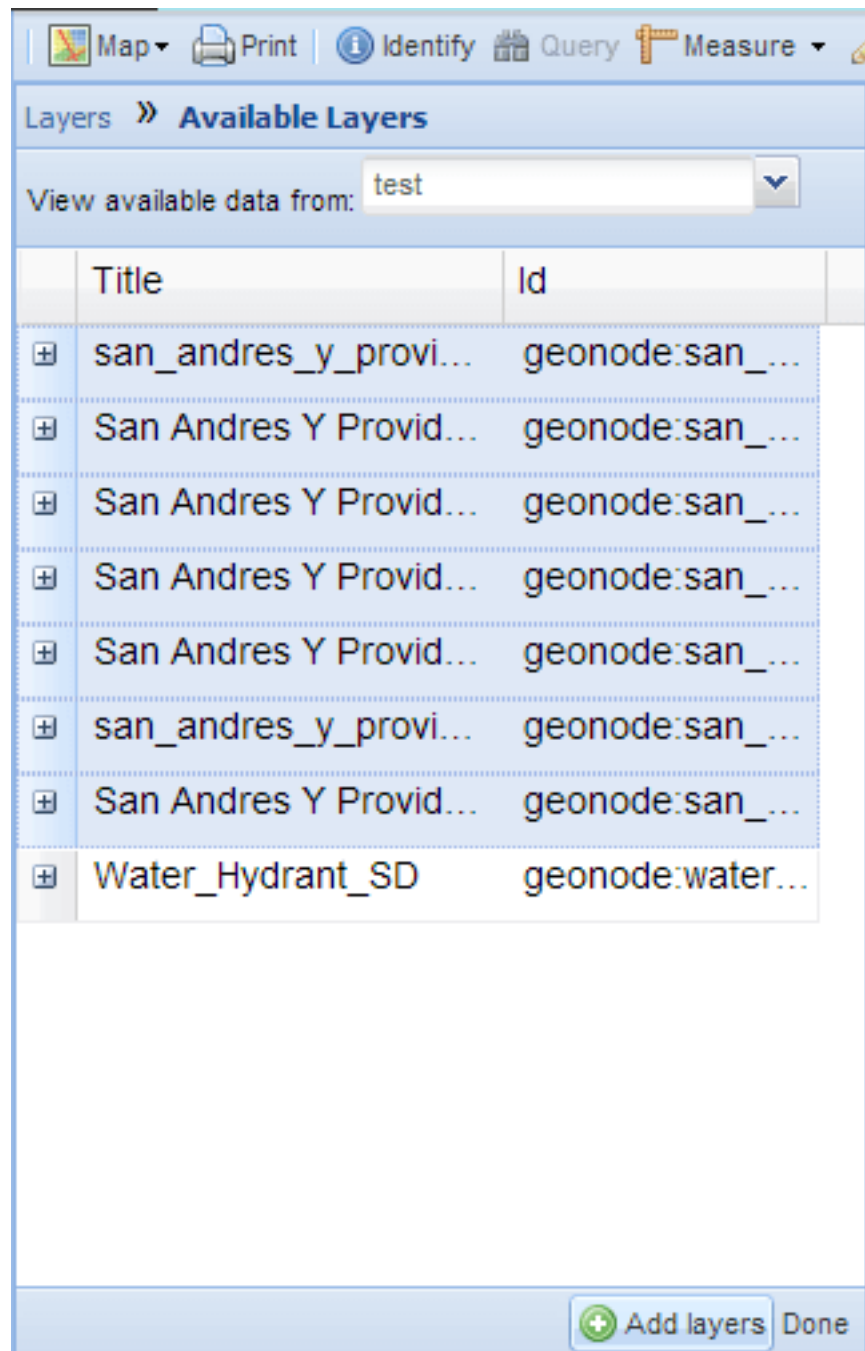 Map Print Identify Query Measure
Layers » Available Layers
View available data from: test
Title Id
san_andres_y_provi... geonode:san_...
San Andres Y Provid... geonode:san_...
San Andres Y Provid... geonode:san_...
San Andres Y Provid... geonode:san_...
San Andres Y Provid... geonode:san_...
san_andres_y_provi... geonode:san_...
San Andres Y Provid... geonode:san_...
Water_Hydrant_SD geonode:water...
Add layers Done